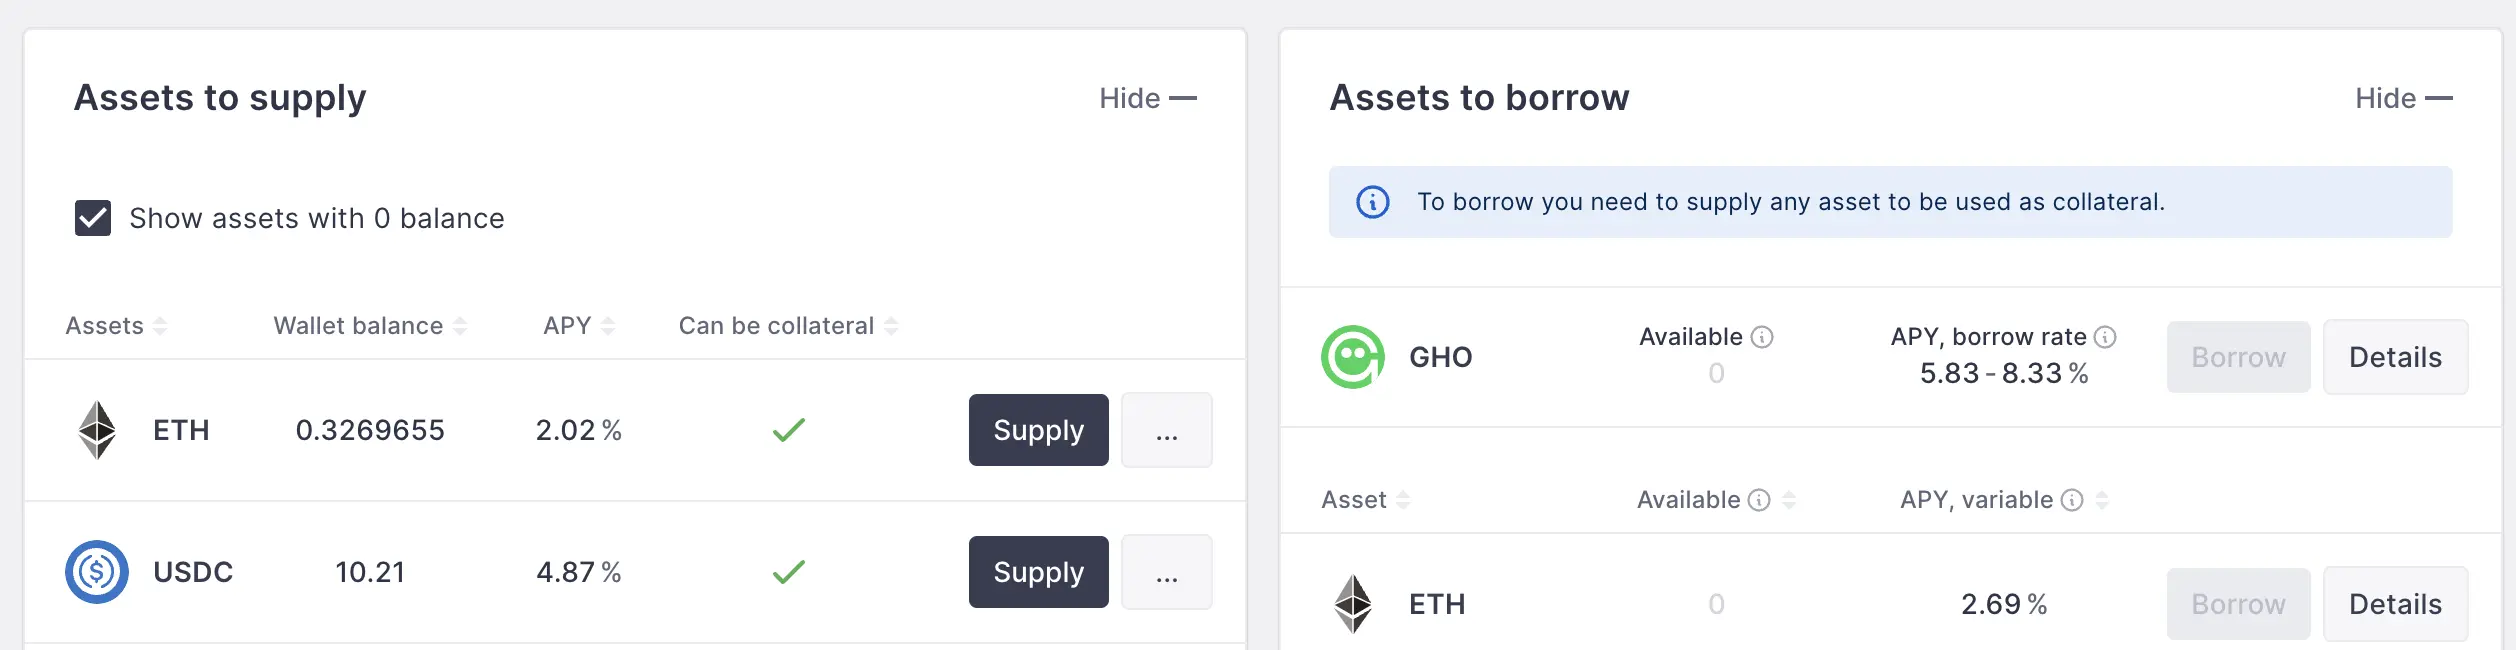 Assets to supply
Hide
Show assets with 0 balance
Assets Wallet balance APY Can be collateral
ETH 0.3269655 2.02 % Supply ...
USDC 10.21 4.87 % Supply ...
Assets to borrow
Hide
To borrow you need to supply any asset to be used as collateral.
Available APY, borrow rate
GHO 0 5.83 - 8.33 % Borrow Details
Asset Available APY, variable
ETH 0 2.69 % Borrow Details